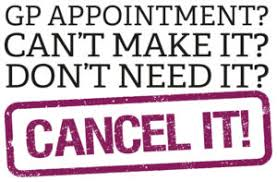 GP APPOINTMENT?
CAN'T MAKE IT?
DON'T NEED IT?
CANCEL IT!